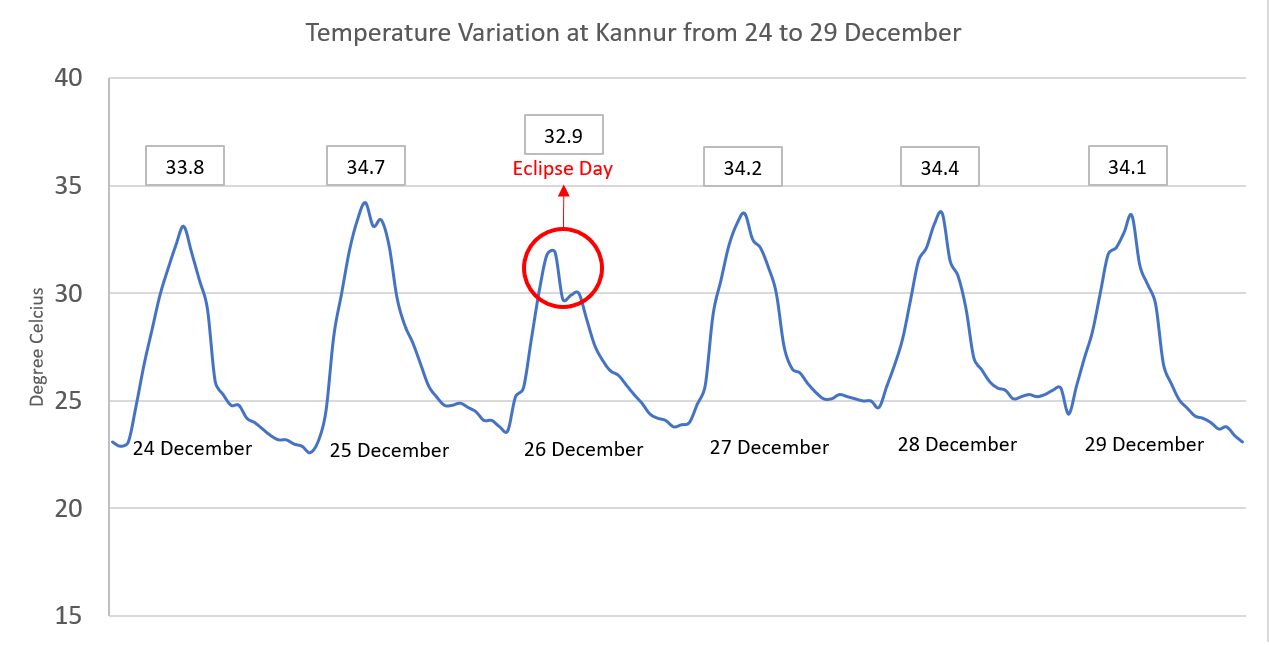 Temperature Variation at Kannur from 24 to 29 December
40
35
30
25
20
15
Degree Celcius
33.8
34.7
32.9
Eclipse Day
34.2
34.4
34.1
24 December
25 December
26 December
27 December
28 December
29 December